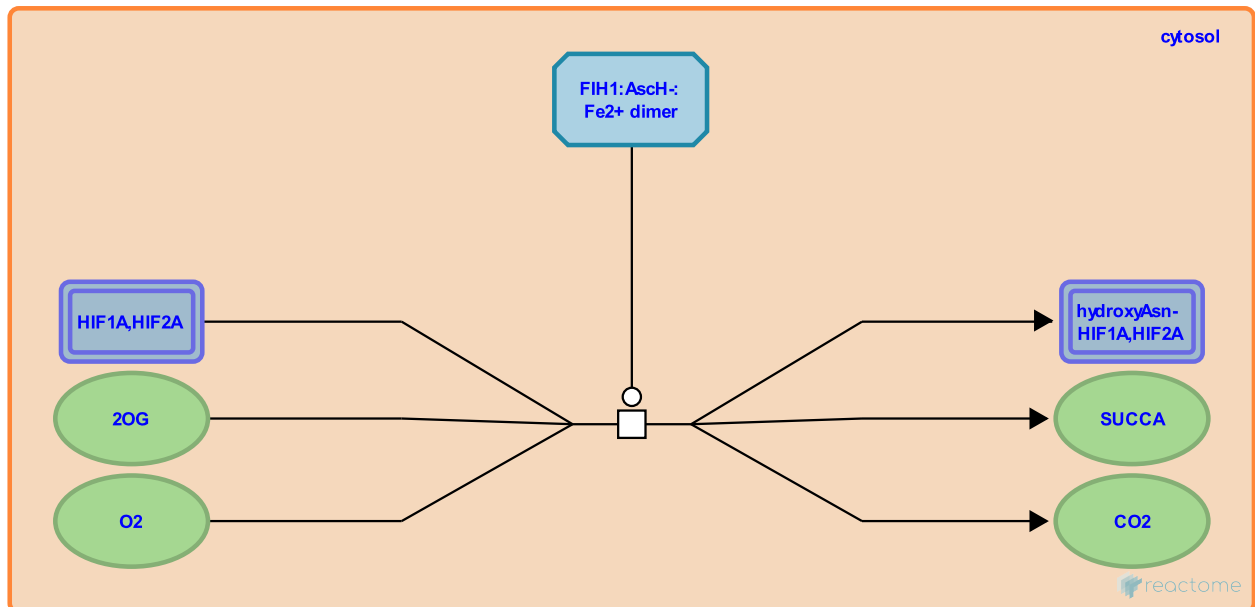 cytosol
FIH1:AscH-:
Fe2+ dimer
HIF1A,HIF2A
hydroxyAsn-
HIF1A,HIF2A
2OG
SUCCA
O2
CO2
reactome